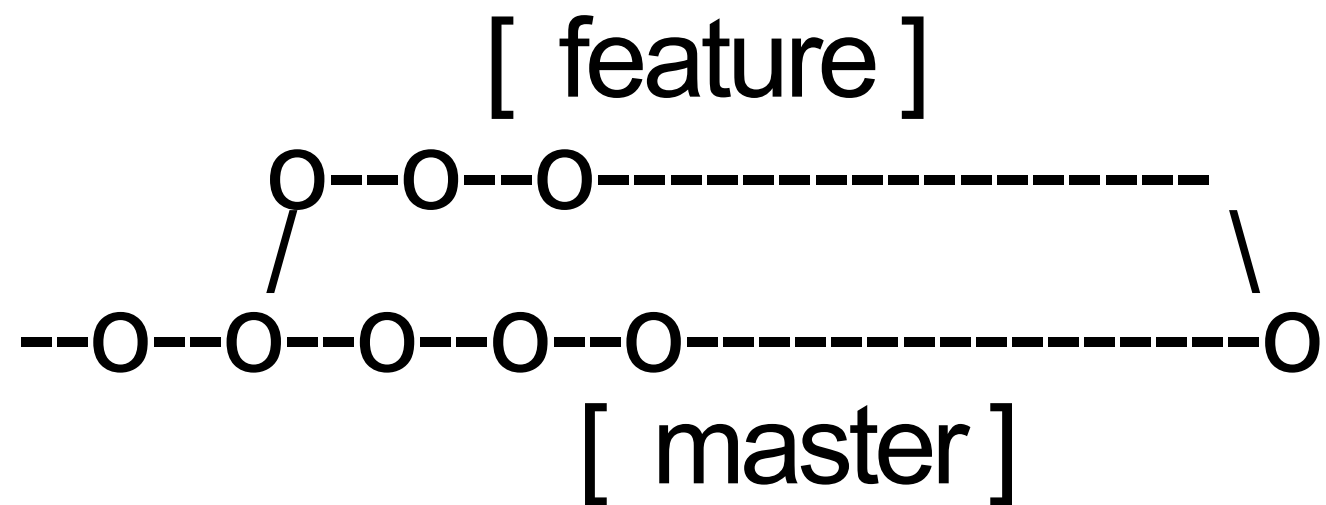 [ feature ]
o--o--o-----------------
/ \
--o--o--o--o--o----------------o
[ master ]